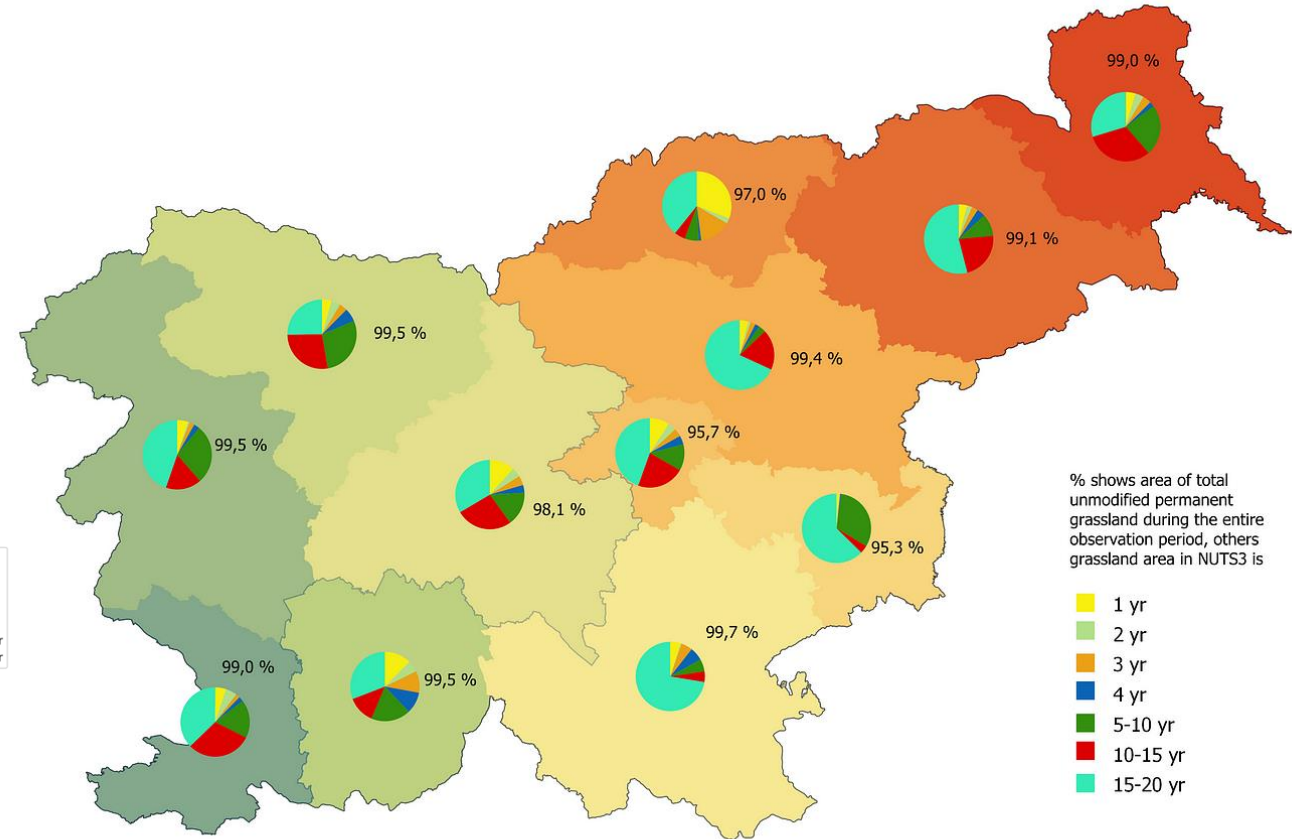 99,0 %
97,0 %
99,1 %
99,5 %
99,4 %
95,7 %
99,5 %
98,1 %
95,3 %
99,7 %
99,0 %
99,5 %
% shows area of total
unmodified permanent
grassland during the entire
observation period, others
grassland area in NUTS3 is
1 yr
2 yr
3 yr
4 yr
5-10 yr
10-15 yr
15-20 yr